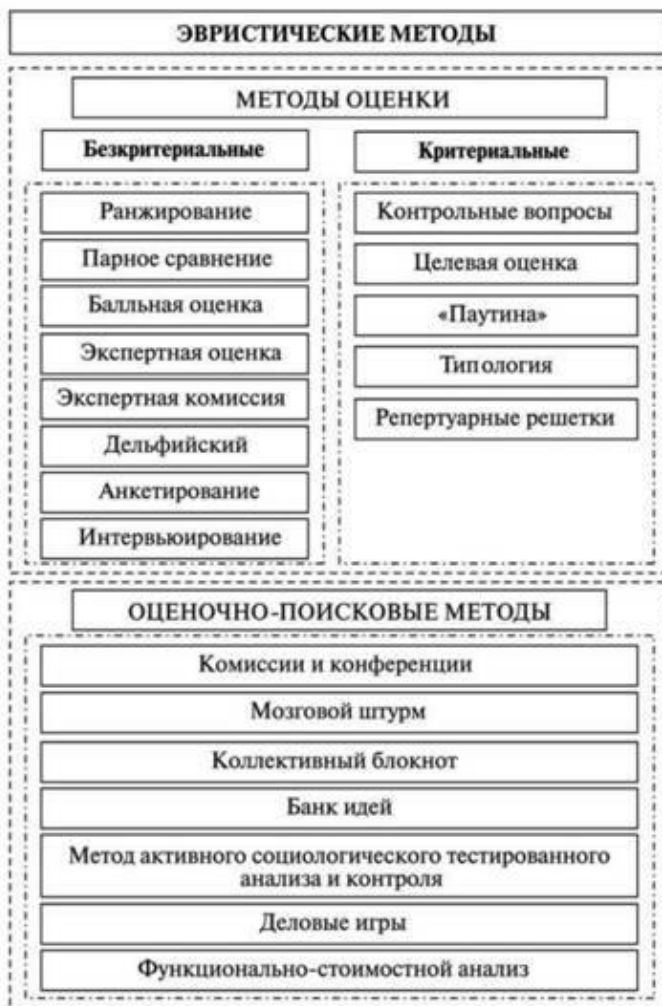 ЭВРИСТИЧЕСКИЕ МЕТОДЫ
МЕТОДЫ ОЦЕНКИ
Безкритериальные
Ранжирование
Парное сравнение
Балльная оценка
Экспертная оценка
Экспертная комиссия
Дельфийский
Анкетирование
Интервьюирование
Критериальные
Контрольные вопросы
Целевая оценка
«Паутина»
Типология
Репертуарные решетки
ОЦЕНОЧНО-ПОИСКОВЫЕ МЕТОДЫ
Комиссии и конференции
Мозговой штурм
Коллективный блокнот
Банк идей
Метод активного социологического тестированного
анализа и контроля
Деловые игры
Функционально-стоимостной анализ